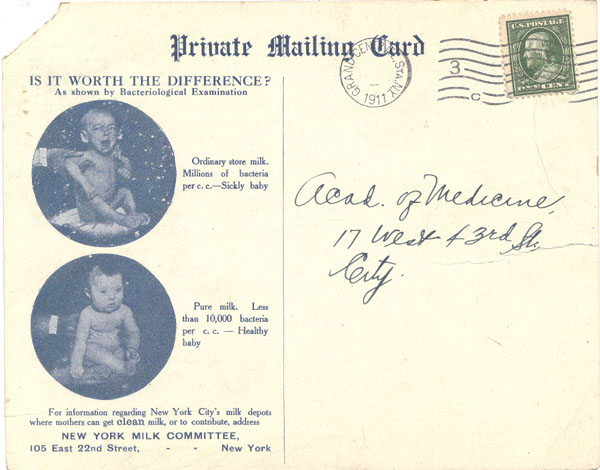 Private Mailing Card
IS IT WORTH THE DIFFERENCE?
As shown by Bacteriological Examination
Ordinary store milk.
Millions of bacteria
per c. c.—Sickly baby
Pure milk. Less
than 10,000 bacteria
per c. c. — Healthy
baby
For information regarding New York City's milk depots
where mothers can get clean milk, or to contribute, address
NEW YORK MILK COMMITTEE,
105 East 22nd Street, - - New York
GRAND CENTRAL STA. N.Y.
1911
3
C
U.S. POSTAGE
ONE CENT
Acad. of Medicine,
17 West 43rd St.
City.